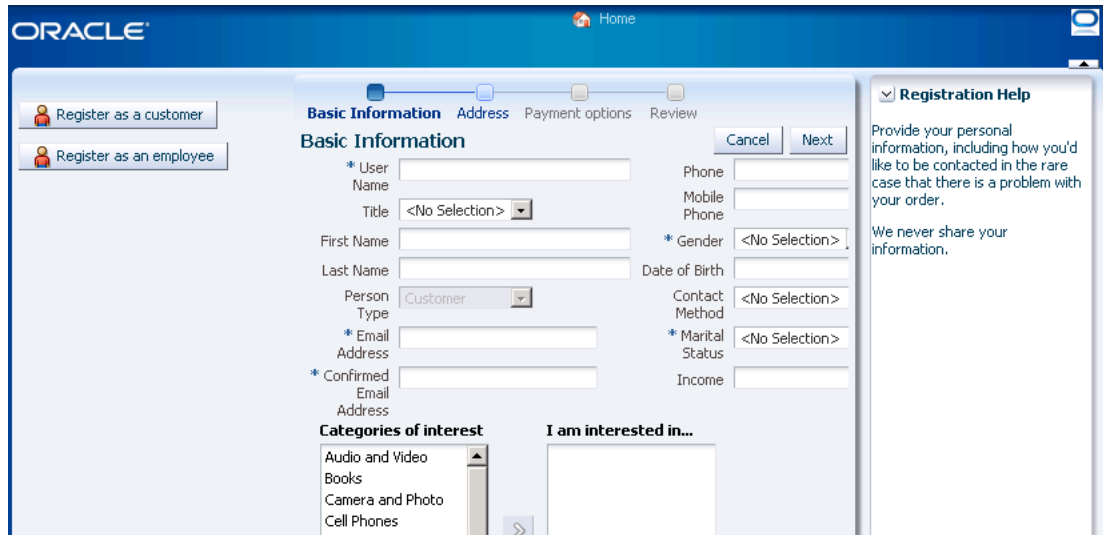 ORACLE
Home
Register as a customer
Register as an employee
Basic Information Address Payment options Review
Basic Information
Cancel Next
* User Name
Title <No Selection>
First Name
Last Name
Person Type Customer
* Email Address
* Confirmed Email Address
Phone
Mobile Phone
* Gender <No Selection>
Date of Birth
Contact Method <No Selection>
* Marital Status <No Selection>
Income
Categories of interest
Audio and Video
Books
Camera and Photo
Cell Phones
I am interested in...
Registration Help
Provide your personal
information, including how you'd
like to be contacted in the rare
case that there is a problem with
your order.
We never share your
information.